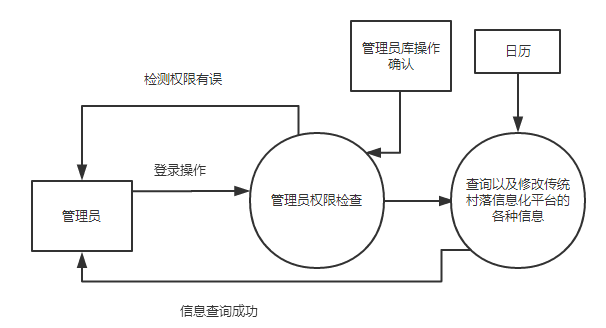 管理员库操作
确认
日历
检测权限有误
登录操作
管理员
管理员权限检查
查询以及修改传统
村落信息化平台的
各种信息
信息查询成功